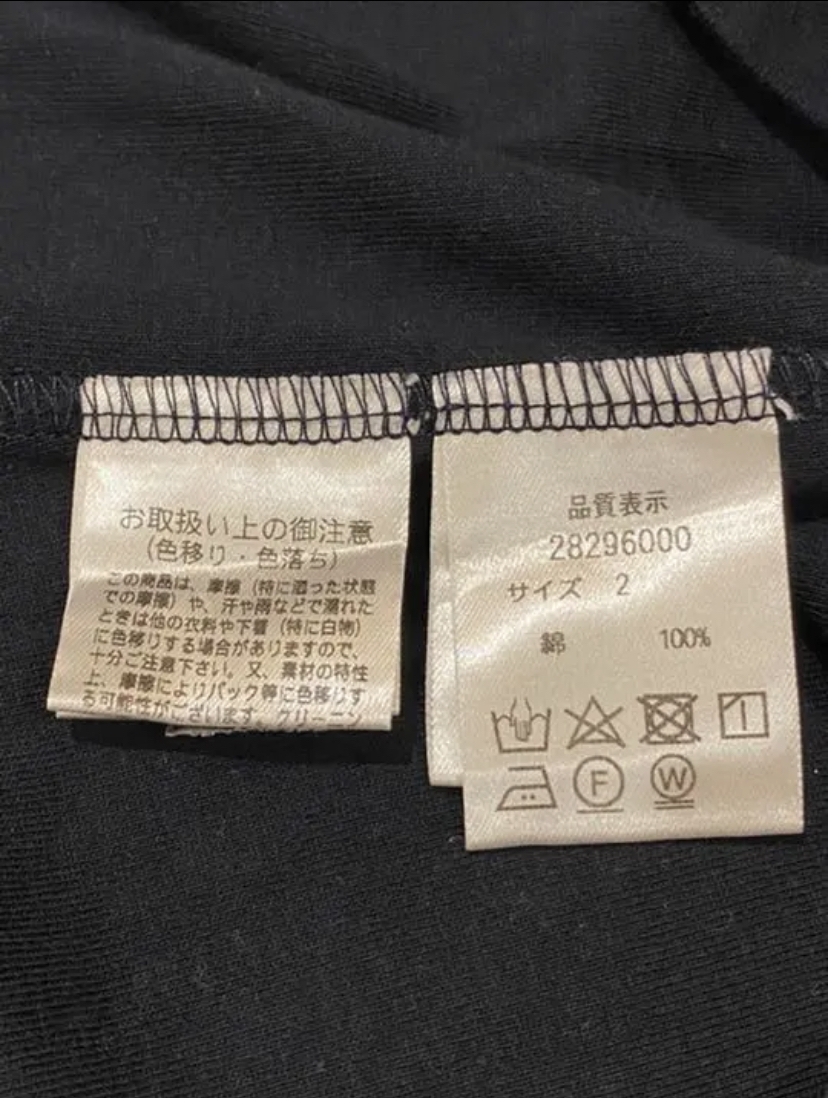 お取扱い上の御注意
(色移り・色落ち)
この商品は、摩擦(特に湿った状態
での摩擦)や、汗や雨などで濡れた
ときは他の衣料や下着(特に白物)
に色移りする場合がありますので、
十分ご注意下さい。又、素材の特性
上、摩擦によりバック等に色移りす
る可能性がございます。クリーニン
品質表示
28296000
サイズ 2
綿 100%
F W